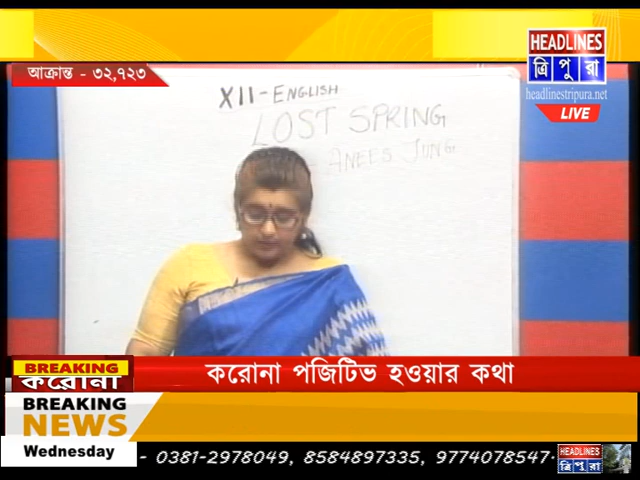 HEADLINES
ত্রিপুরা
headlinestripura.net
LIVE
আক্রান্ত - ৩২,৭২৩
XII-ENGLISH
LOST SPRING
- ANEES JUNG
BREAKING
করোনা
করোনা পজিটিভ হওয়ার কথা
BREAKING
NEWS
Wednesday
- 0381-2978049, 8584897335, 9774078547-
HEADLINES
ত্রিপুরা